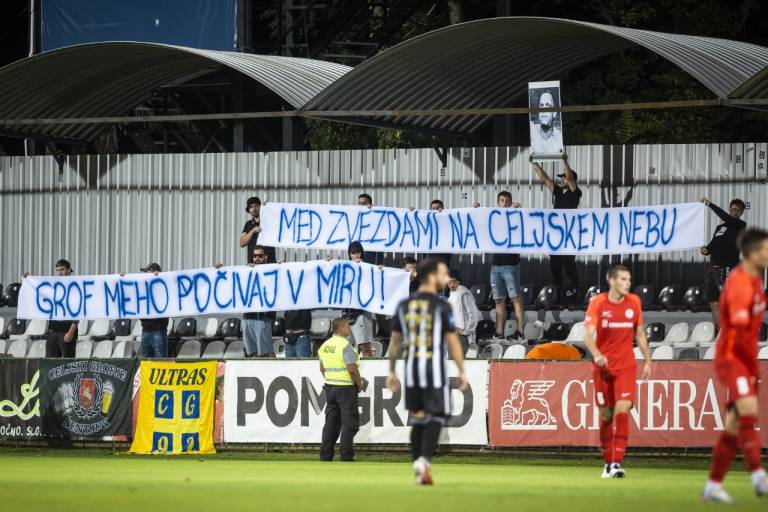 MED ZVEZDAMI NA CELJSKEM NEBU
GROF MEHO POČIVAJ V MIRU!
CELJSKI GROFJE
ULTRAS
POMGRAD
GENERA